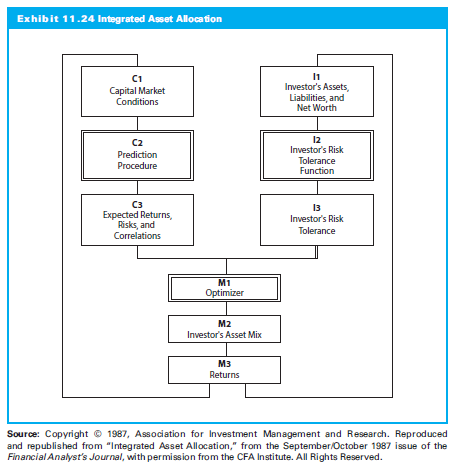 Exhibit 11.24 Integrated Asset Allocation
C1
Capital Market
Conditions
I1
Investor's Assets,
Liabilities, and
Net Worth
C2
Prediction
Procedure
I2
Investor's Risk
Tolerance
Function
C3
Expected Returns,
Risks, and
Correlations
I3
Investor's Risk
Tolerance
M1
Optimizer
M2
Investor's Asset Mix
M3
Returns
Source: Copyright © 1987, Association for Investment Management and Research. Reproduced
and republished from “Integrated Asset Allocation,” from the September/October 1987 issue of the
Financial Analyst’s Journal, with permission from the CFA Institute. All Rights Reserved.